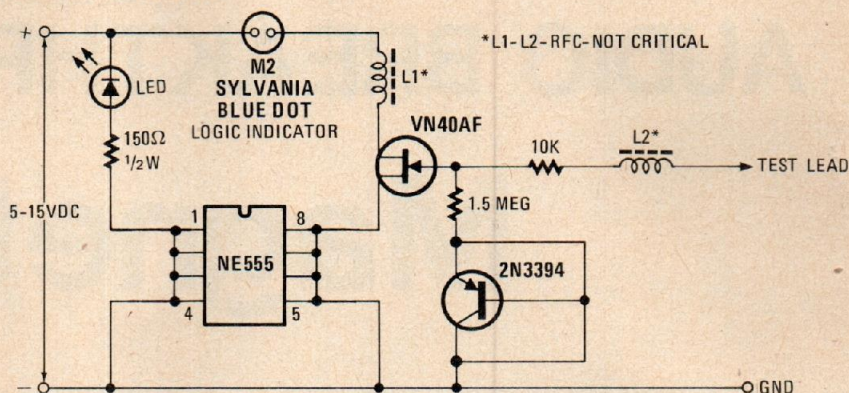 *L1-L2-RFC-NOT CRITICAL
+
M2
SYLVANIA
BLUE DOT
LOGIC INDICATOR
L1*
LED
150Ω
1/2 W
VN40AF
10K
L2*
TEST LEAD
5-15VDC
1
8
NE555
4
5
1.5 MEG
2N3394
−
GND